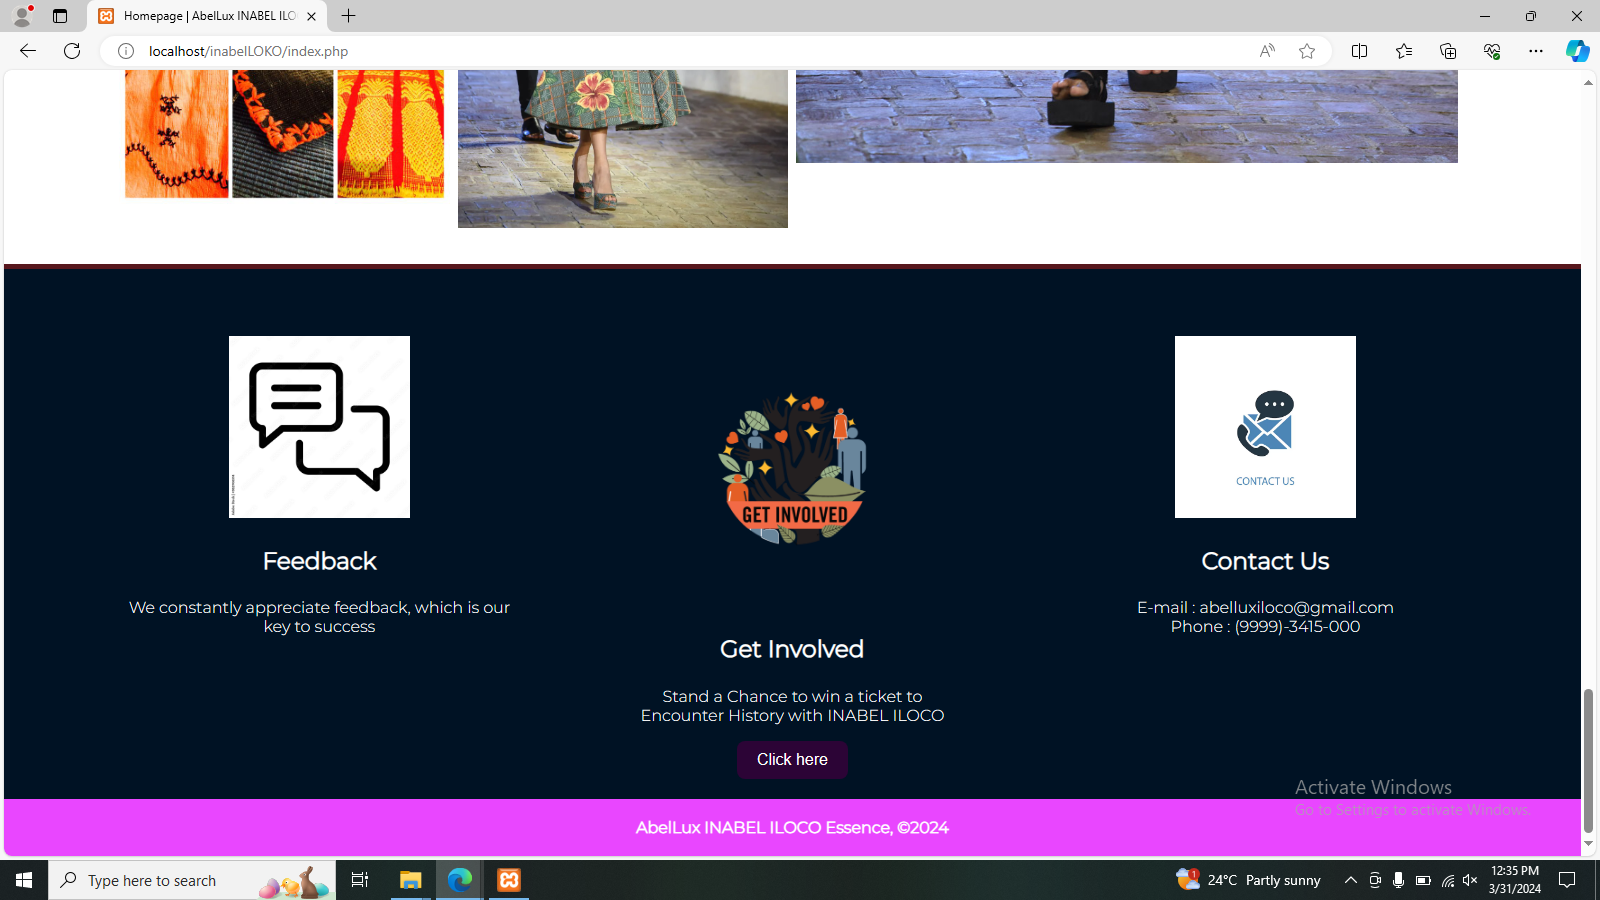 Homepage | AbelLux INABEL ILO
localhost/inabelLOKO/index.php
GET INVOLVED
CONTACT US
Feedback
Contact Us
We constantly appreciate feedback, which is our
key to success
E-mail : abelluxiloco@gmail.com
Phone : (9999)-3415-000
Get Involved
Stand a Chance to win a ticket to
Encounter History with INABEL ILOCO
Click here
Activate Windows
Go to Settings to activate Windows.
AbelLux INABEL ILOCO Essence, ©2024
Type here to search
1
24°C Partly sunny
12:35 PM
3/31/2024